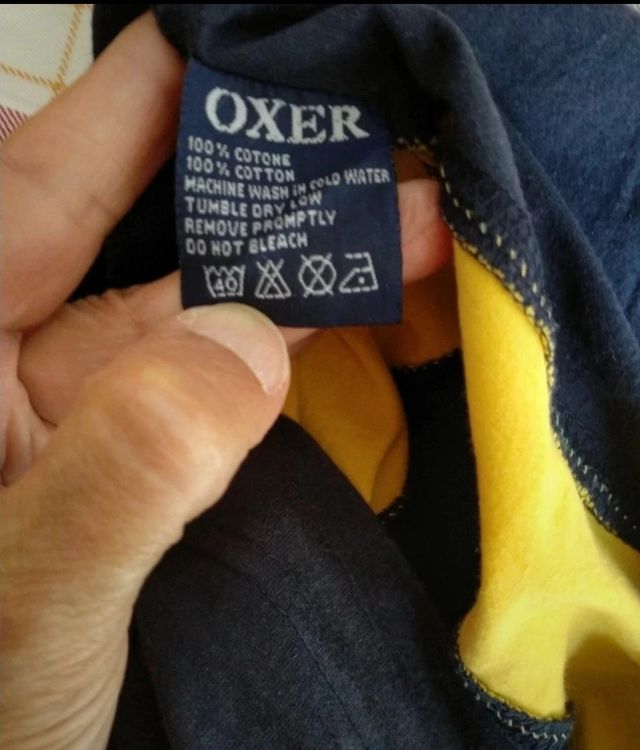 OXER
100% COTONE
100% COTTON
MACHINE WASH IN COLD WATER
TUMBLE DRY LOW
REMOVE PROMPTLY
DO NOT BLEACH
40